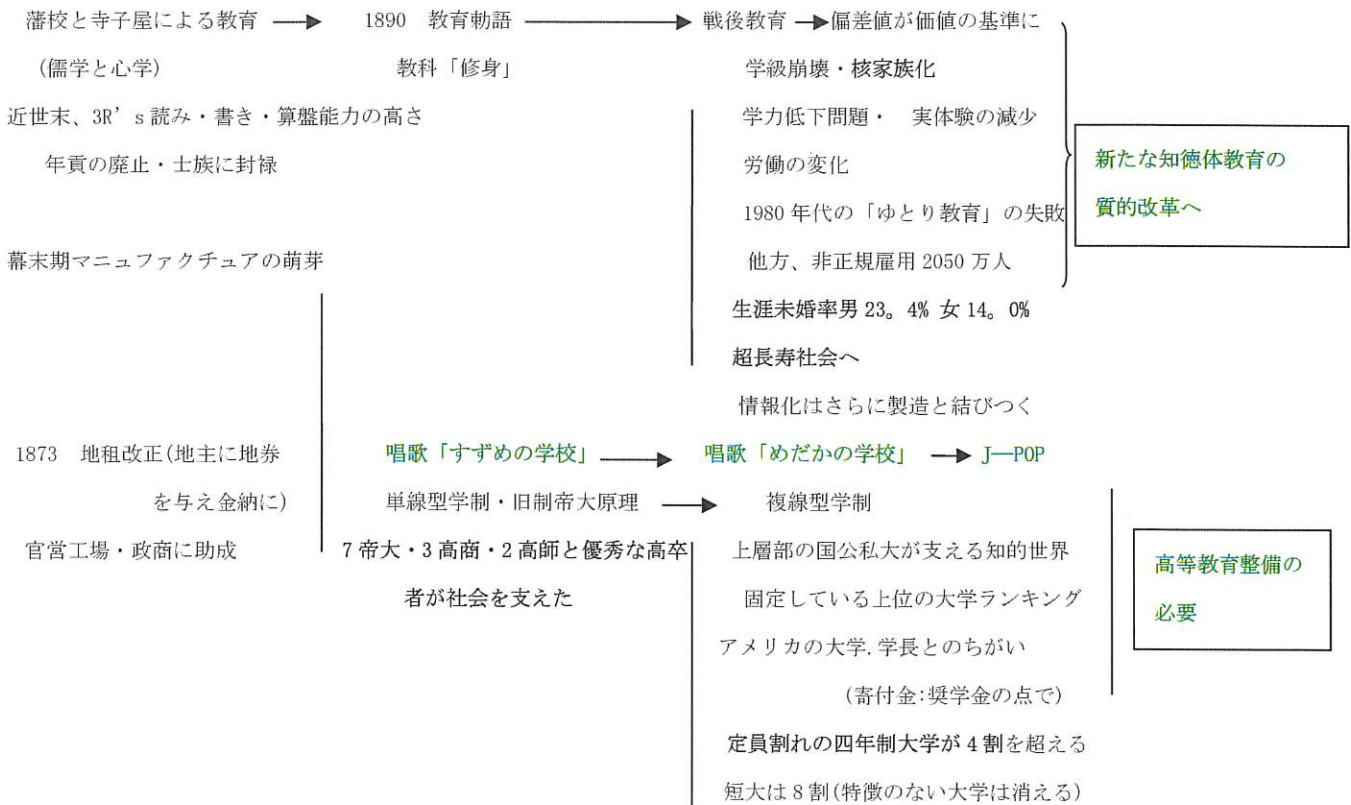 藩校と寺子屋による教育 → 1890 教育勅語 → 戦後教育 → 偏差値が価値の基準に
(儒学と心学) 教科「修身」 学級崩壊・核家族化
近世末、3R's読み・書き・算盤能力の高さ 学力低下問題・ 実体験の減少
年貢の廃止・士族に封禄 労働の変化
新たな知徳体教育の
質的改革へ
1980年代の「ゆとり教育」の失敗
幕末期マニュファクチュアの萌芽 他方、非正規雇用2050万人
生涯未婚率男23。4% 女14。0%
超長寿社会へ
情報化はさらに製造と結びつく
1873 地租改正(地主に地券 唱歌「すずめの学校」 → 唱歌「めだかの学校」 → J―POP
を与え金納に) 単線型学制・旧制帝大原理 → 複線型学制
官営工場・政商に助成 7帝大・3高商・2高師と優秀な高卒 上層部の国公私大が支える知的世界
者が社会を支えた 固定している上位の大学ランキング
高等教育整備の
必要
アメリカの大学.学長とのちがい
(寄付金:奨学金の点で)
定員割れの四年制大学が4割を超える
短大は8割(特徴のない大学は消える)